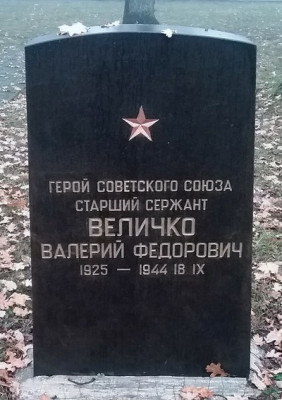 ГЕРОЙ СОВЕТСКОГО СОЮЗА
СТАРШИЙ СЕРЖАНТ
ВЕЛИЧКО
ВАЛЕРИЙ ФЕДОРОВИЧ
1925 — 1944 18 IX